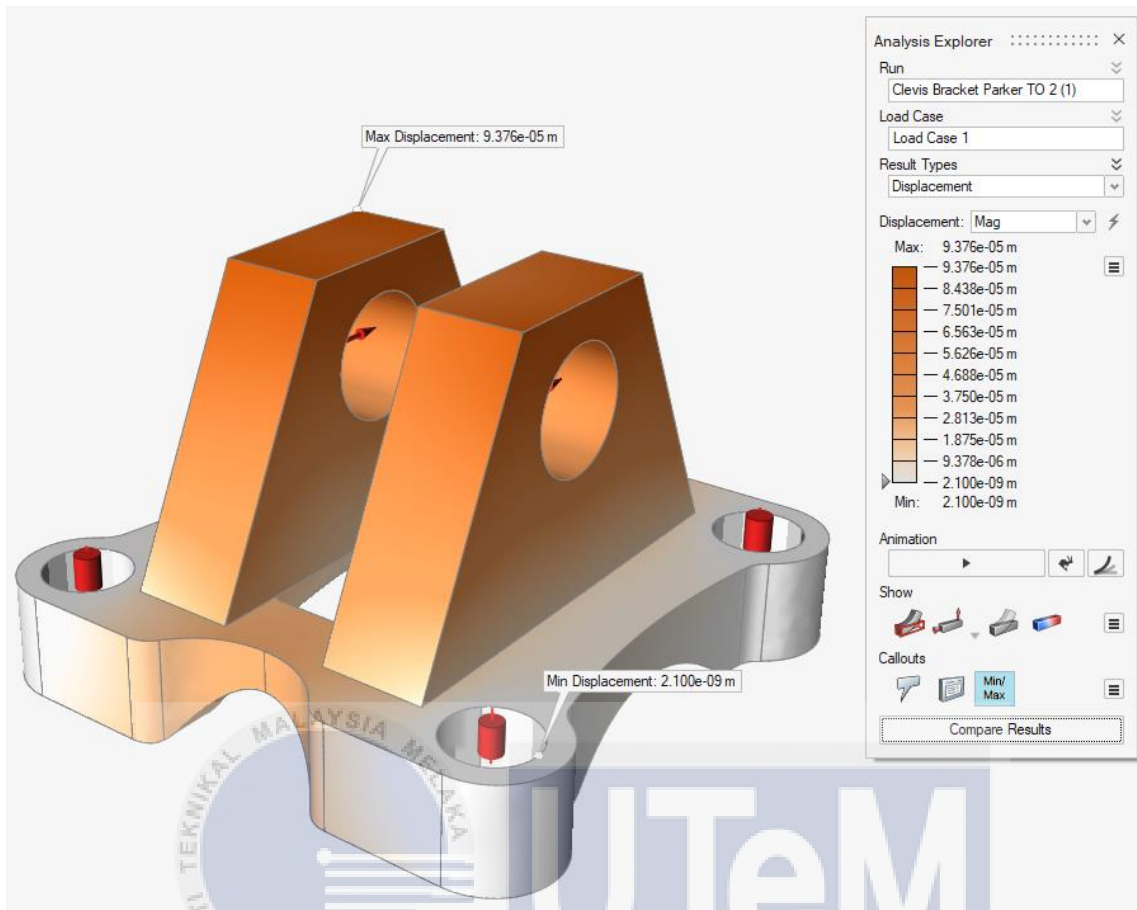 Max Displacement: 9.376e-05 m
Min Displacement: 2.100e-09 m
Analysis Explorer
Run
Clevis Bracket Parker TO 2 (1)
Load Case
Load Case 1
Result Types
Displacement
Displacement: Mag
Max: 9.376e-05 m
9.376e-05 m
8.438e-05 m
7.501e-05 m
6.563e-05 m
5.626e-05 m
4.688e-05 m
3.750e-05 m
2.813e-05 m
1.875e-05 m
9.378e-06 m
2.100e-09 m
Min: 2.100e-09 m
Animation
Show
Callouts
Min/
Max
Compare Results
TEKNIKAL MALAYSIA MELAKA
UTeM